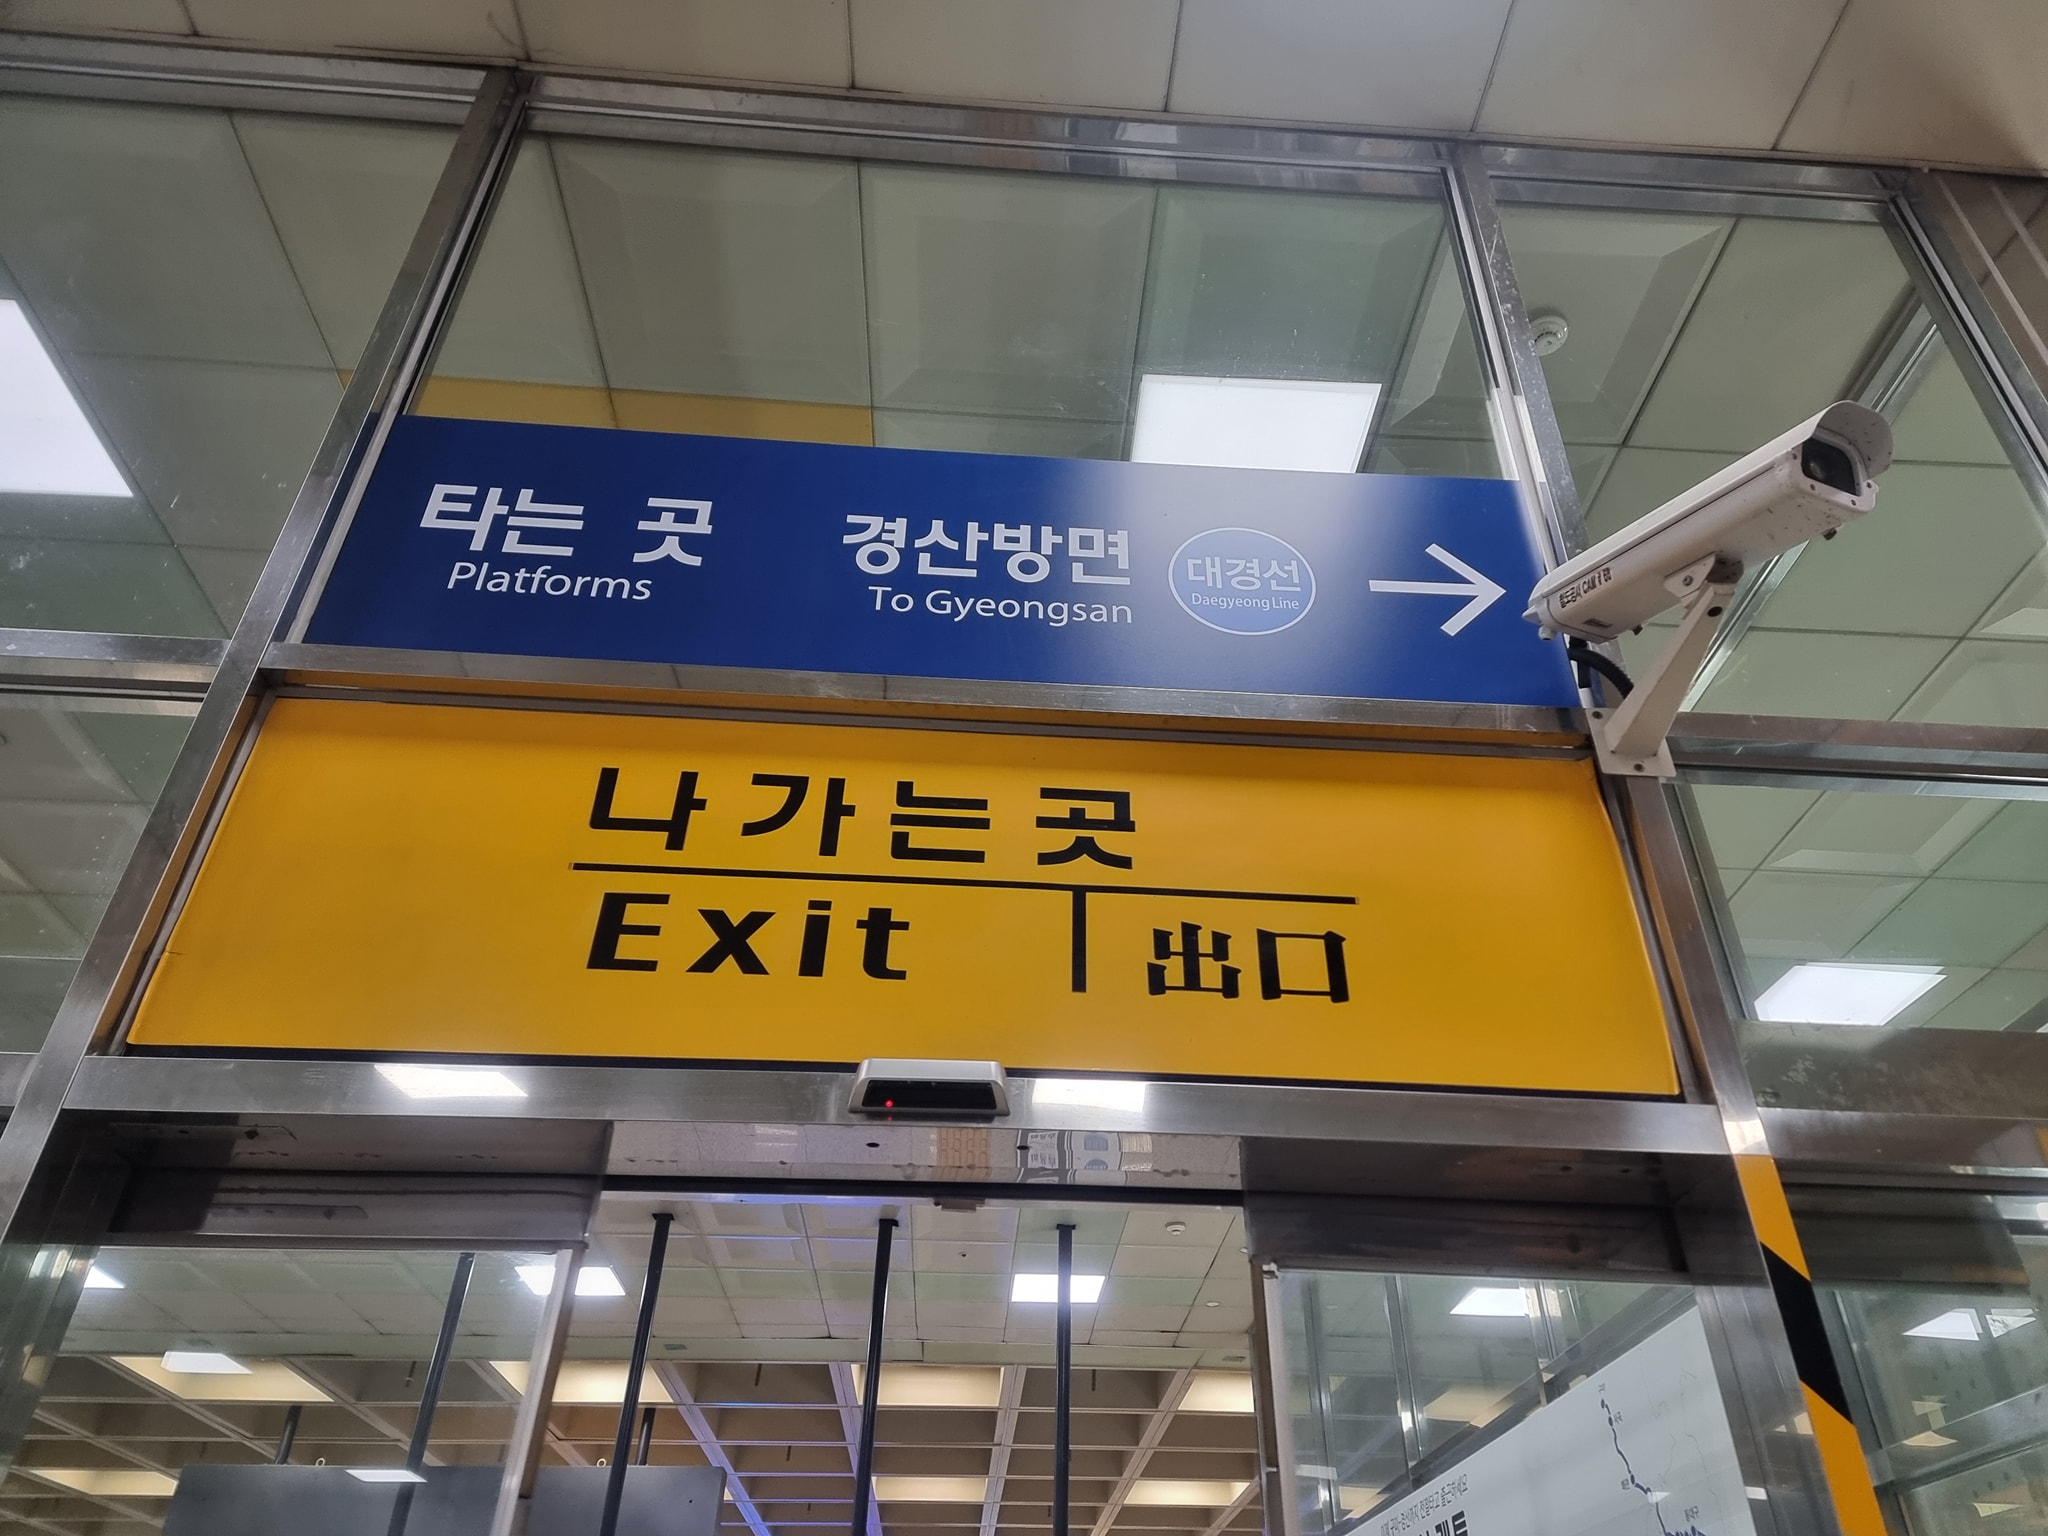 타는 곳 경산방면 대경선 →
Platforms To Gyeongsan Daegyeong Line
나가는곳
Exit 出口